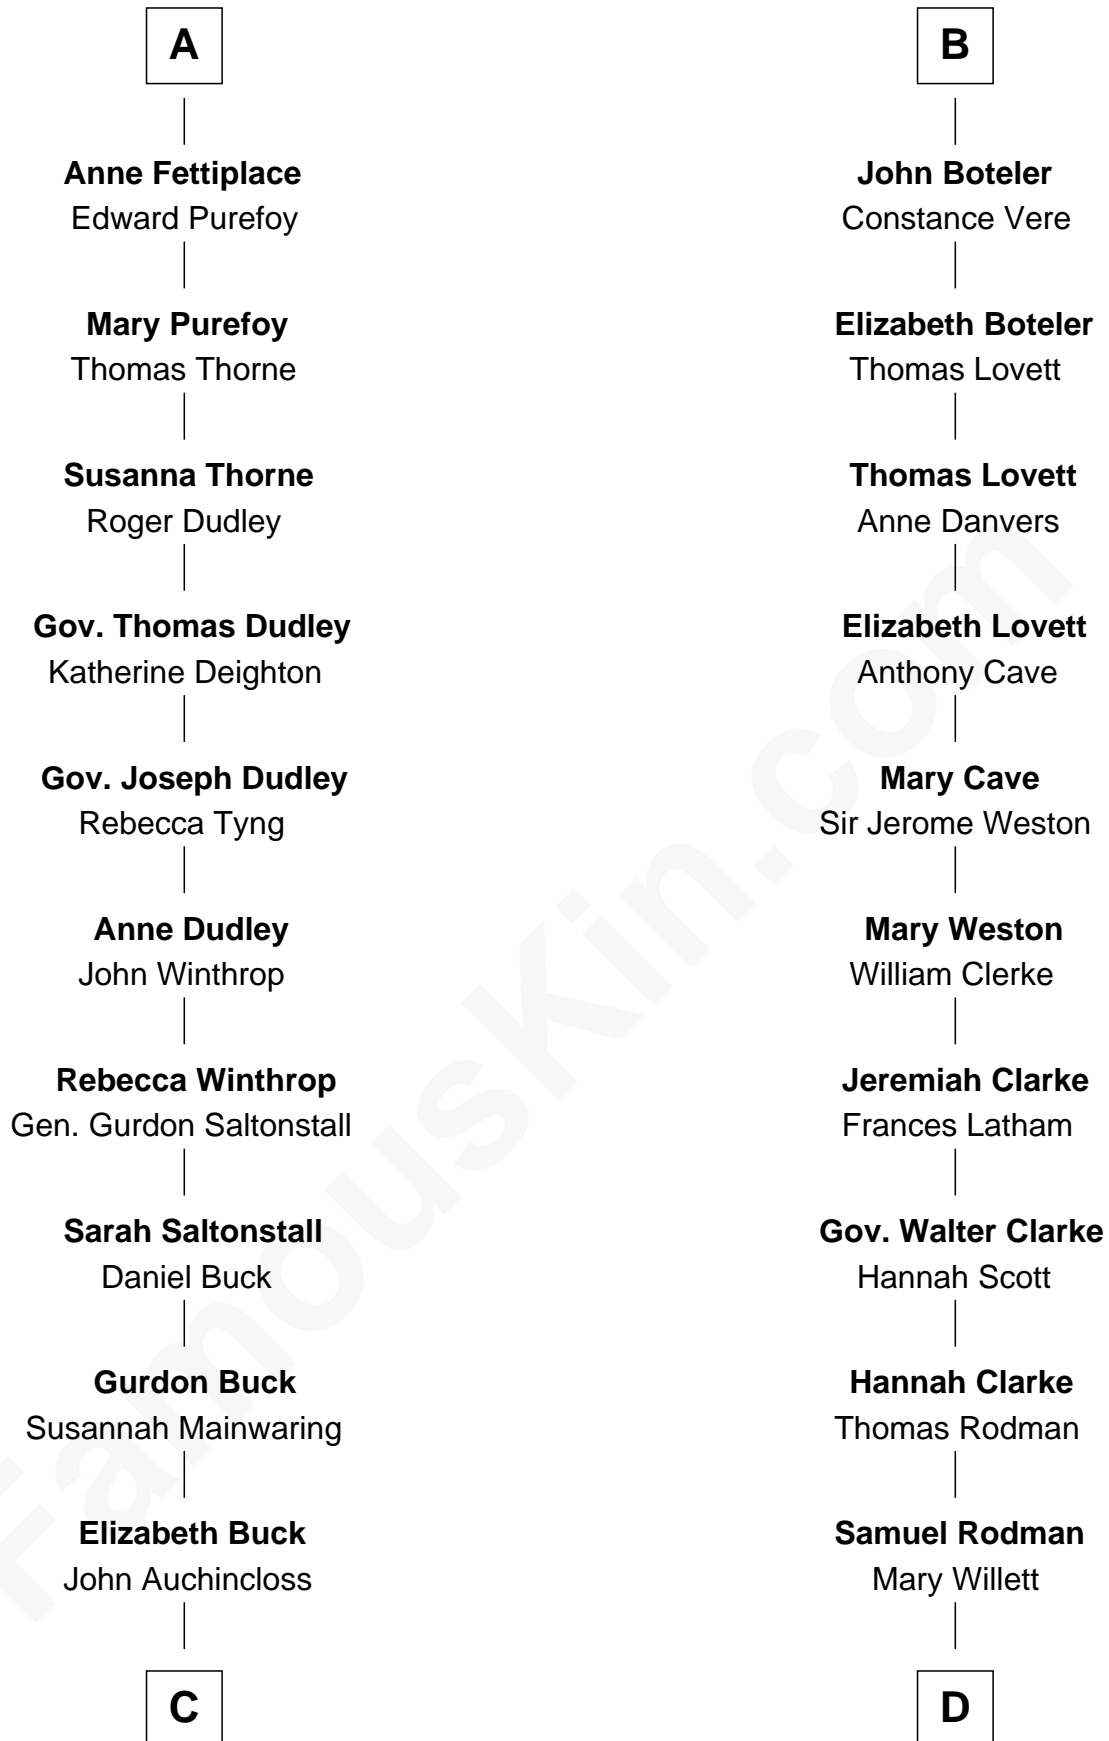 A
Anne Fettiplace
Edward Purefoy
Mary Purefoy
Thomas Thorne
Susanna Thorne
Roger Dudley
Gov. Thomas Dudley
Katherine Deighton
Gov. Joseph Dudley
Rebecca Tyng
Anne Dudley
John Winthrop
Rebecca Winthrop
Gen. Gurdon Saltonstall
Sarah Saltonstall
Daniel Buck
Gurdon Buck
Susannah Mainwaring
Elizabeth Buck
John Auchincloss
C
B
John Boteler
Constance Vere
Elizabeth Boteler
Thomas Lovett
Thomas Lovett
Anne Danvers
Elizabeth Lovett
Anthony Cave
Mary Cave
Sir Jerome Weston
Mary Weston
William Clerke
Jeremiah Clarke
Frances Latham
Gov. Walter Clarke
Hannah Scott
Hannah Clarke
Thomas Rodman
Samuel Rodman
Mary Willett
D
FamousKin.com